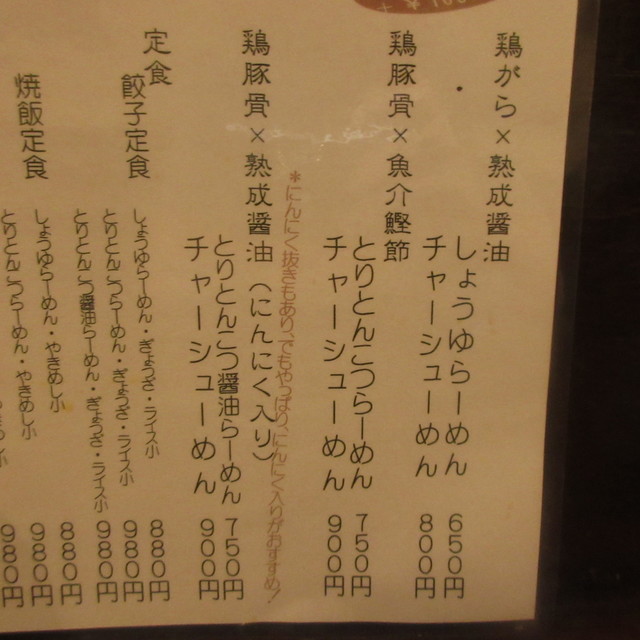 鶏がら×熟成醤油
しょうゆらーめん 650円
チャーシューめん 800円
鶏豚骨×魚介鰹節
とりとんこつらーめん 750円
チャーシューめん 900円
鶏豚骨×熟成醤油(にんにく入り)
*にんにく抜きもあり、でもやっぱり、にんにく入りがおすすめ!
とりとんこつ醤油らーめん 750円
チャーシューめん 900円
定食
餃子定食
しょうゆらーめん・ぎょうざ・ライス小 880円
とりとんこつらーめん・ぎょうざ・ライス小 980円
とりとんこつ醤油らーめん・ぎょうざ・ライス小 980円
焼飯定食
しょうゆらーめん・やきめし小 880円
とりとんこつらーめん・やきめし小 980円
980円